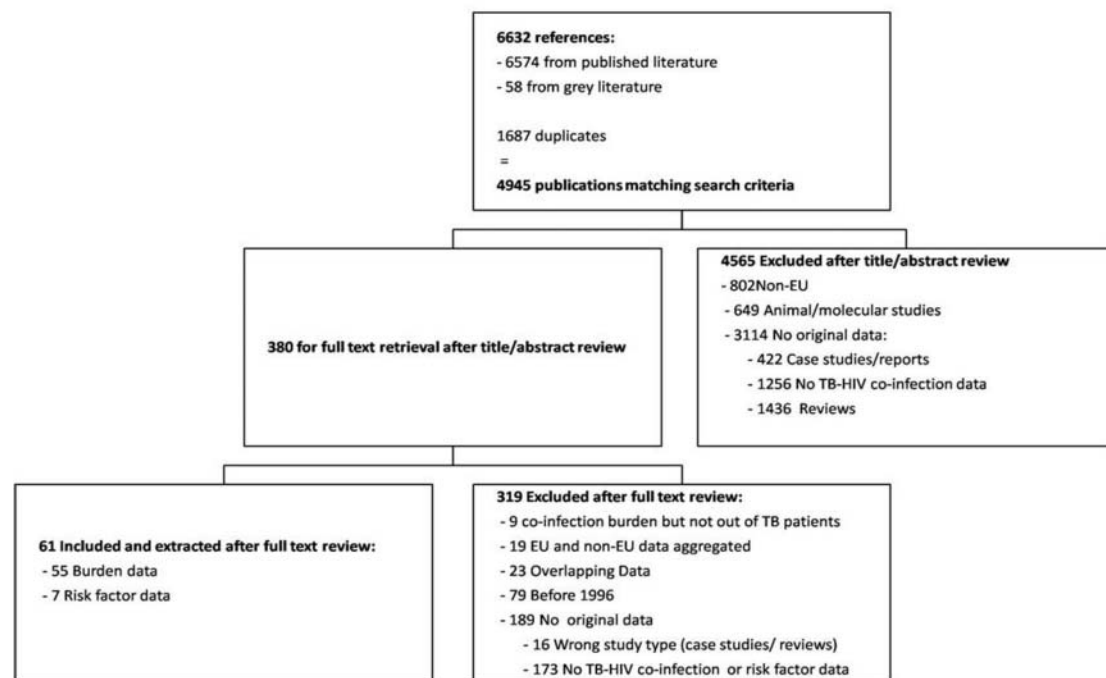 6632 references:
- 6574 from published literature
- 58 from grey literature
1687 duplicates
=
4945 publications matching search criteria
380 for full text retrieval after title/abstract review
4565 Excluded after title/abstract review
- 802Non-EU
- 649 Animal/molecular studies
- 3114 No original data:
- 422 Case studies/reports
- 1256 No TB-HIV co-infection data
- 1436 Reviews
61 Included and extracted after full text review:
- 55 Burden data
- 7 Risk factor data
319 Excluded after full text review:
- 9 co-infection burden but not out of TB patients
- 19 EU and non-EU data aggregated
- 23 Overlapping Data
- 79 Before 1996
- 189 No original data
- 16 Wrong study type (case studies/ reviews)
- 173 No TB-HIV co-infection or risk factor data